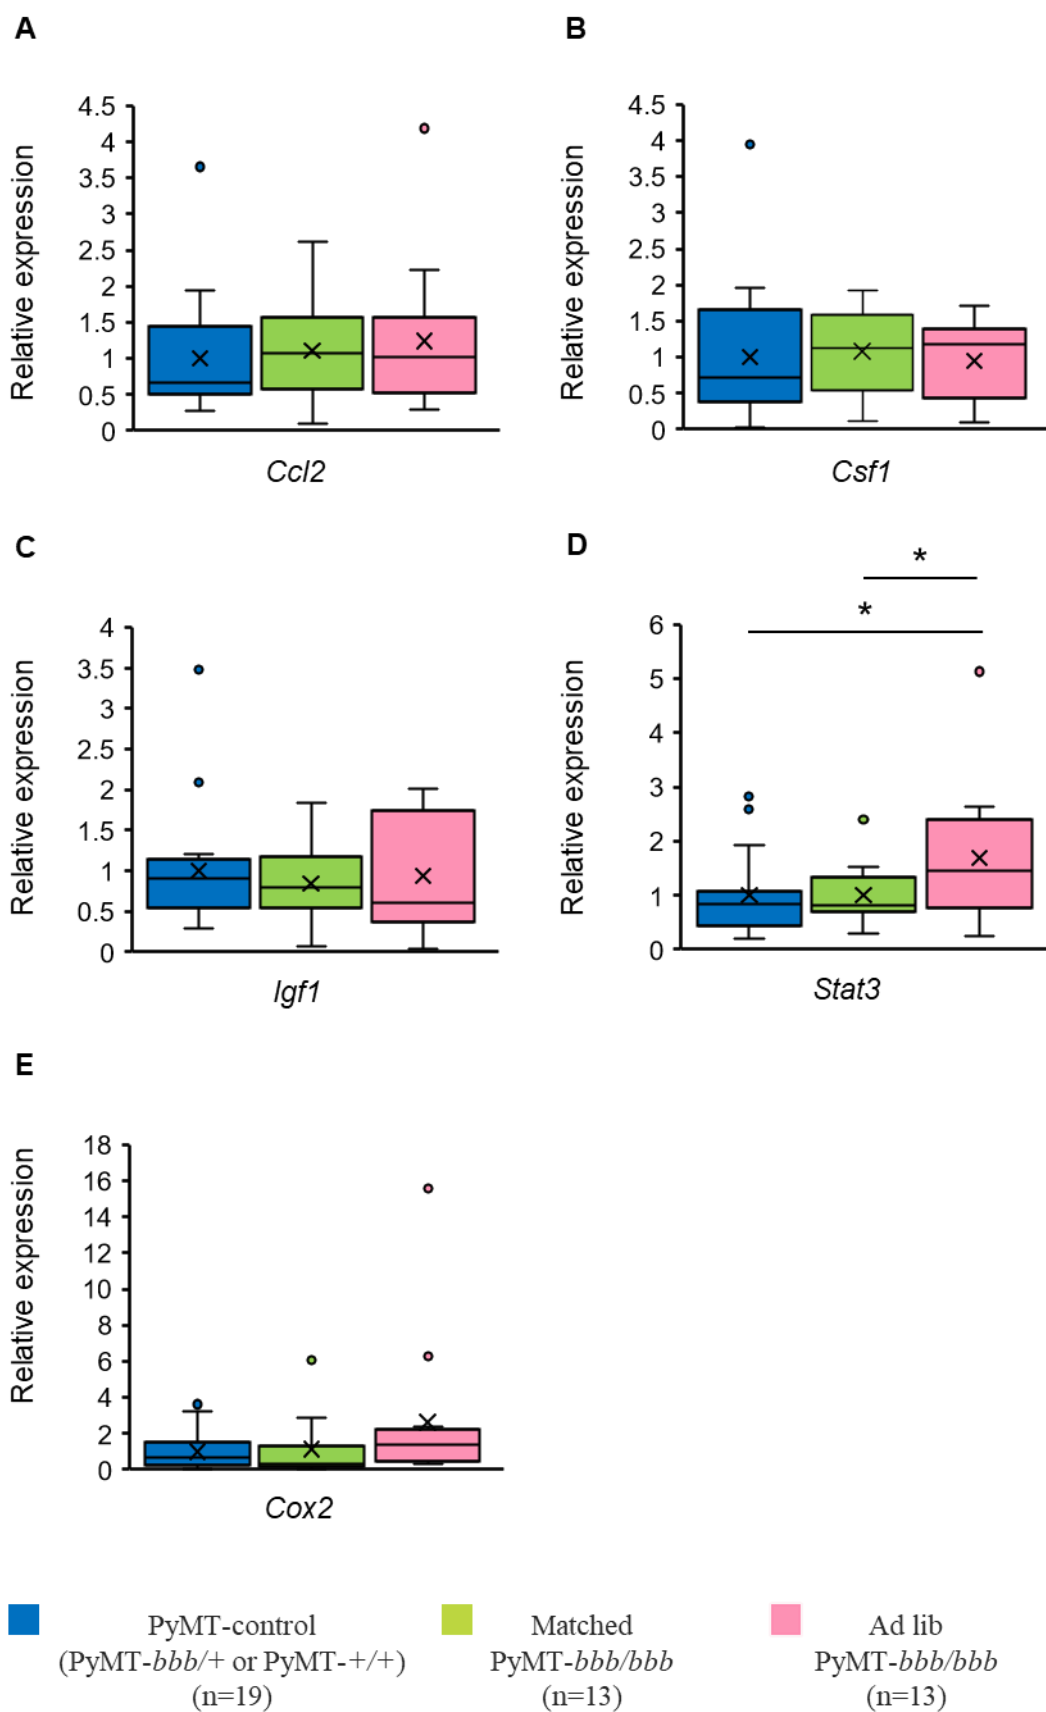 A
B
Relative expression
4.5
4
3.5
3
2.5
2
1.5
1
0.5
0
Ccl2
Relative expression
4.5
4
3.5
3
2.5
2
1.5
1
0.5
0
Csf1
C
D
Relative expression
4
3.5
3
2.5
2
1.5
1
0.5
0
Igf1
*
*
Relative expression
6
5
4
3
2
1
0
Stat3
E
Relative expression
18
16
14
12
10
8
6
4
2
0
Cox2
PyMT-control
(PyMT-bbb/+ or PyMT-+/+)
(n=19)
Matched
PyMT-bbb/bbb
(n=13)
Ad lib
PyMT-bbb/bbb
(n=13)